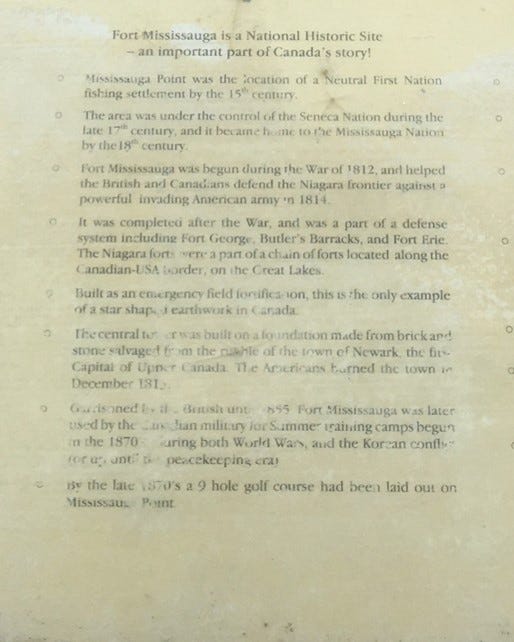 Fort Mississauga is a National Historic Site
– an important part of Canada's story!
Mississauga Point was the location of a Neutral First Nation
fishing settlement by the 15th century.
The area was under the control of the Seneca Nation during the
late 17th century, and it became home to the Mississauga Nation
by the 18th century.
Fort Mississauga was begun during the War of 1812, and helped
the British and Canadians defend the Niagara frontier against a
powerful invading American army in 1814.
It was completed after the War, and was a part of a defense
system including Fort George, Butler's Barracks, and Fort Erie.
The Niagara forts were a part of a chain of forts located along the
Canadian-USA border, on the Great Lakes.
Built as an emergency field fortification, this is the only example
of a star shaped earthwork in Canada.
The central tower was built on a foundation made from brick and
stone salvaged from the rubble of the town of Newark, the first
Capital of Upper Canada. The Americans burned the town in
December
Garrisoned by the British until 1855 Fort Mississauga was later
used by the Canadian military for Summer training camps begun
in the 1870 during both World Wars, and the Korean conflict
up until the peacekeeping era)
By the late 1870's a 9 hole golf course had been laid out on
Mississauga Point.